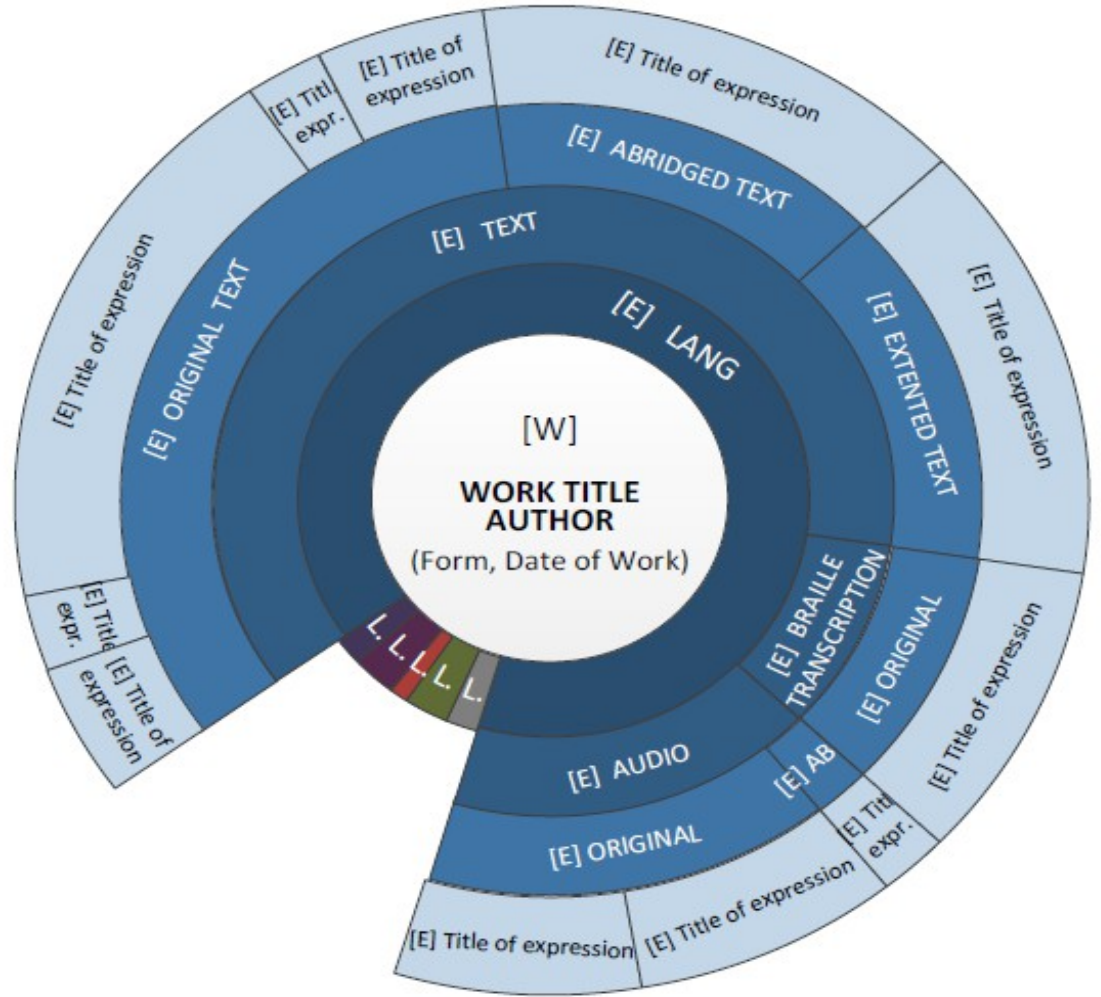 [W]
WORK TITLE
AUTHOR
(Form, Date of Work)
[E] LANG
L.
L.
L.
L.
L.
[E] TEXT
[E] BRAILLE
TRANSCRIPTION
[E] AUDIO
[E] ORIGINAL TEXT
[E] ABRIDGED TEXT
[E] EXTENTED TEXT
[E] ORIGINAL
[E] AB
[E] ORIGINAL
[E] Title of
expression
[E] Title
expr.
[E] Title of expression
[E] Titl.
expr.
[E] Title of
expression
[E] Title of expression
[E] Title of expression
[E] Title of expression
[E] Titl
expr.
[E] Title of expression
[E] Title of expression